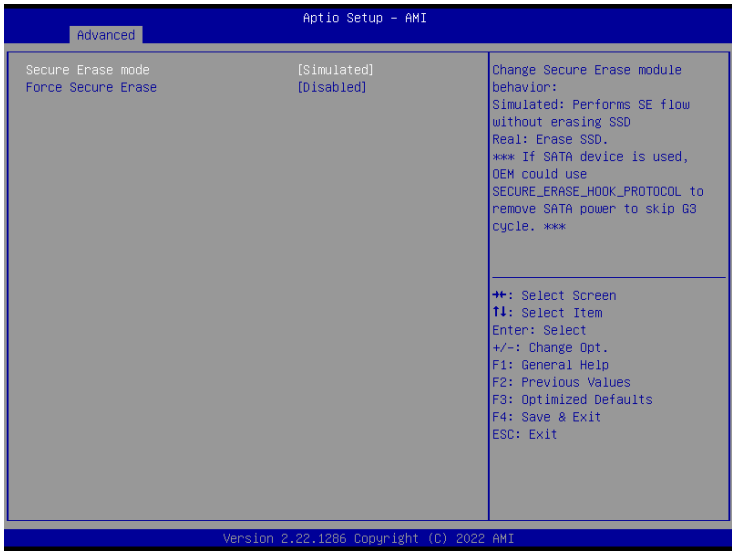 Aptio Setup – AMI
Advanced
Secure Erase mode [Simulated]
Force Secure Erase [Disabled]
Change Secure Erase module
behavior:
Simulated: Performs SE flow
without erasing SSD
Real: Erase SSD.
*** If SATA device is used,
OEM could use
SECURE_ERASE_HOOK_PROTOCOL to
remove SATA power to skip G3
cycle. ***
→←: Select Screen
↑↓: Select Item
Enter: Select
+/-: Change Opt.
F1: General Help
F2: Previous Values
F3: Optimized Defaults
F4: Save & Exit
ESC: Exit
Version 2.22.1286 Copyright (C) 2022 AMI